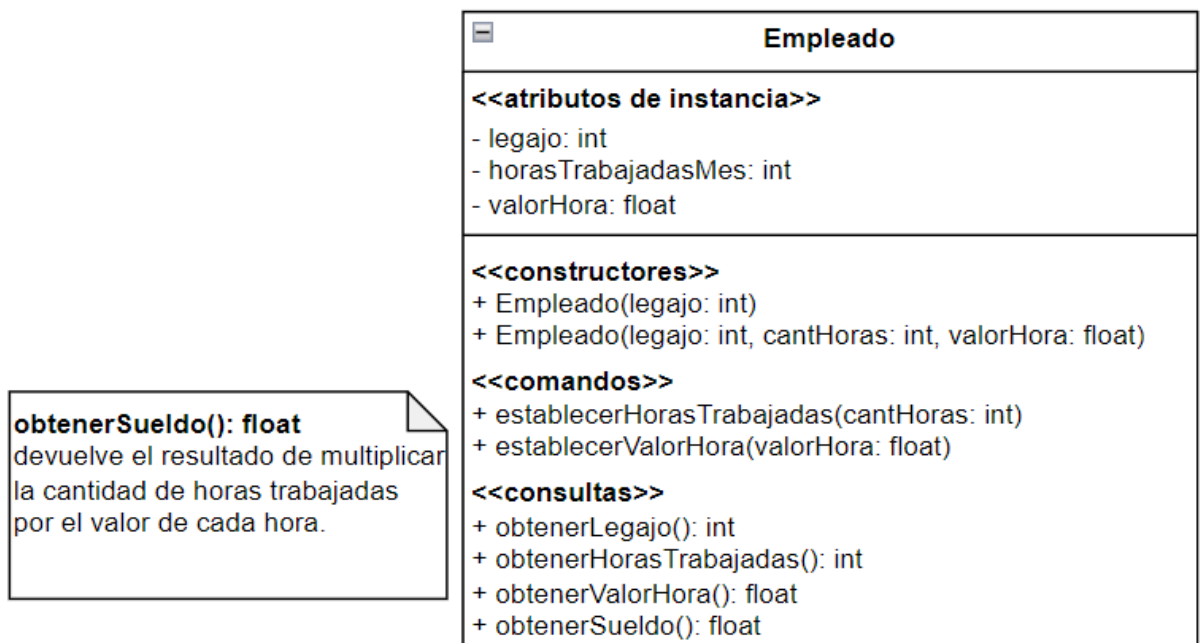 Empleado
<<atributos de instancia>>
- legajo: int
- horasTrabajadasMes: int
- valorHora: float
<<constructores>>
+ Empleado(legajo: int)
+ Empleado(legajo: int, cantHoras: int, valorHora: float)
<<comandos>>
+ establecerHorasTrabajadas(cantHoras: int)
+ establecerValorHora(valorHora: float)
<<consultas>>
+ obtenerLegajo(): int
+ obtenerHorasTrabajadas(): int
+ obtenerValorHora(): float
+ obtenerSueldo(): float
obtenerSueldo(): float
devuelve el resultado de multiplicar
la cantidad de horas trabajadas
por el valor de cada hora.